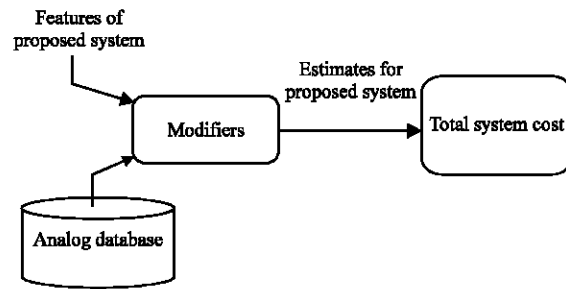 Features of
proposed system
Estimates for
proposed system
Modifiers
Total system cost
Analog database